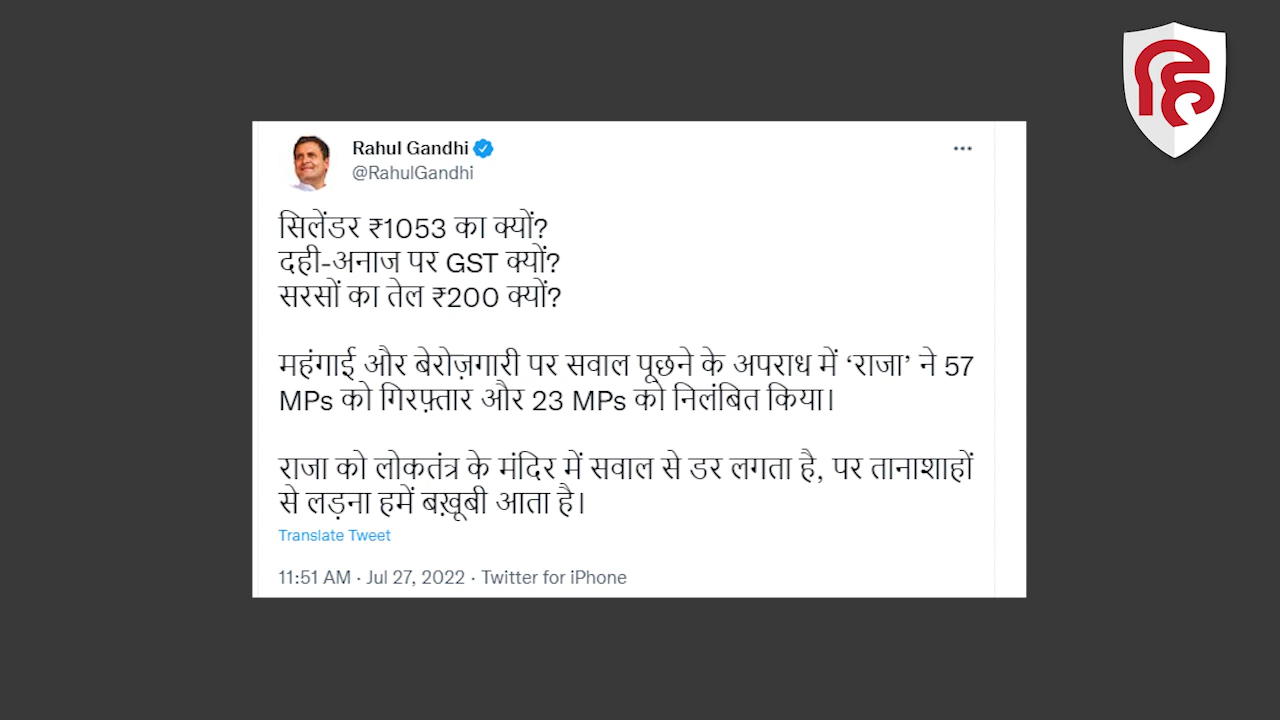 हि
Rahul Gandhi
@RahulGandhi
सिलेंडर ₹1053 का क्यों?
दही-अनाज पर GST क्यों?
सरसों का तेल ₹200 क्यों?
महंगाई और बेरोज़गारी पर सवाल पूछने के अपराध में ‘राजा’ ने 57
MPs को गिरफ़्तार और 23 MPs को निलंबित किया।
राजा को लोकतंत्र के मंदिर में सवाल से डर लगता है, पर तानाशाहों
से लड़ना हमें बख़ूबी आता है।
Translate Tweet
11:51 AM · Jul 27, 2022 · Twitter for iPhone